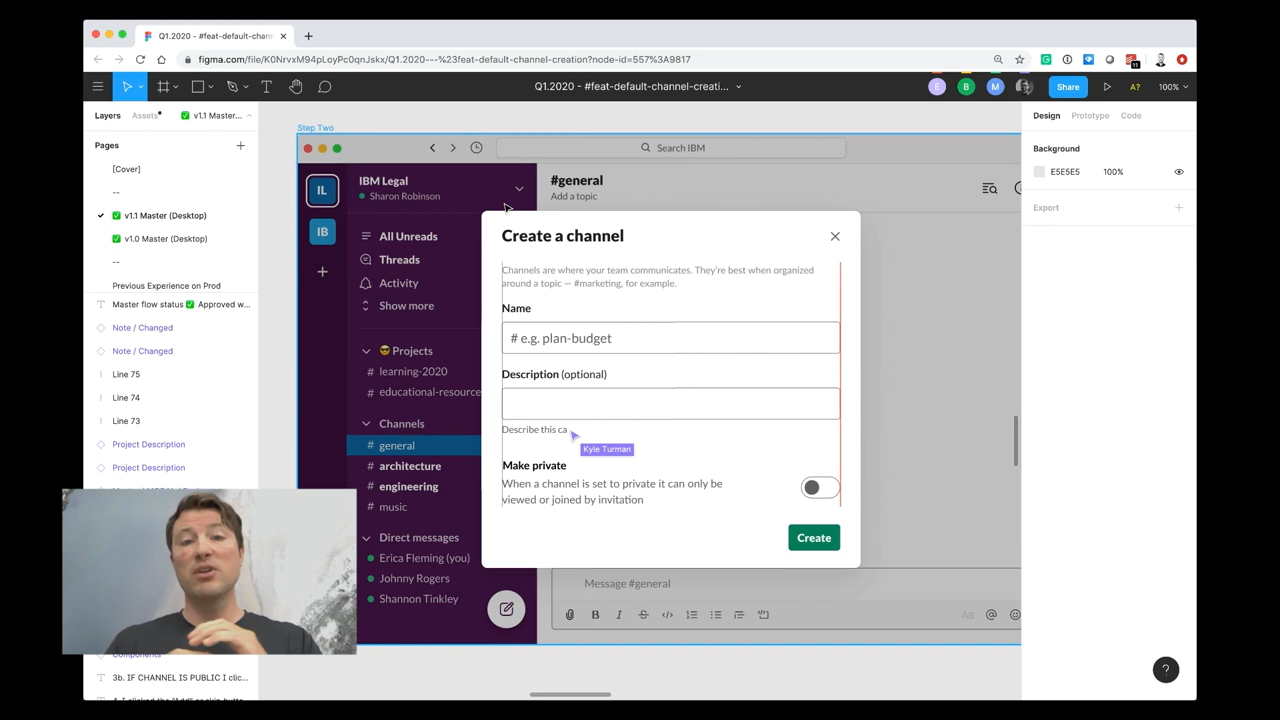 Q1.2020 - #feat-default-chann
figma.com/file/K0NrvxM94pLoyPc0qnJskx/Q1.2020---%23feat-default-channel-creation?node-id=557%3A9817
11
Q1.2020 - #feat-default-channel-creati...
E
B
M
Share
A?
100%
Layers
Assets
v1.1 Master...
Pages
[Cover]
--
v1.1 Master (Desktop)
v1.0 Master (Desktop)
--
Previous Experience on Prod
Master flow status ✅ Approved w...
Note / Changed
Note / Changed
Line 75
Line 74
Line 73
Project Description
Project Description
Components
3b. IF CHANNEL IS PUBLIC I clic...
Step Two
Search IBM
IL
IB
IBM Legal
Sharon Robinson
All Unreads
Threads
Activity
Show more
😎 Projects
# learning-2020
# educational-resource
Channels
# general
# architecture
# engineering
# music
Direct messages
Erica Fleming (you)
Johnny Rogers
Shannon Tinkley
#general
Add a topic
Create a channel
Channels are where your team communicates. They're best when organized
around a topic — #marketing, for example.
Name
# e.g. plan-budget
Description (optional)
Describe this ca
Kyle Turman
Make private
When a channel is set to private it can only be
viewed or joined by invitation
Create
Message #general
B I S
Aa @
Design
Prototype
Code
Background
E5E5E5
100%
Export
?